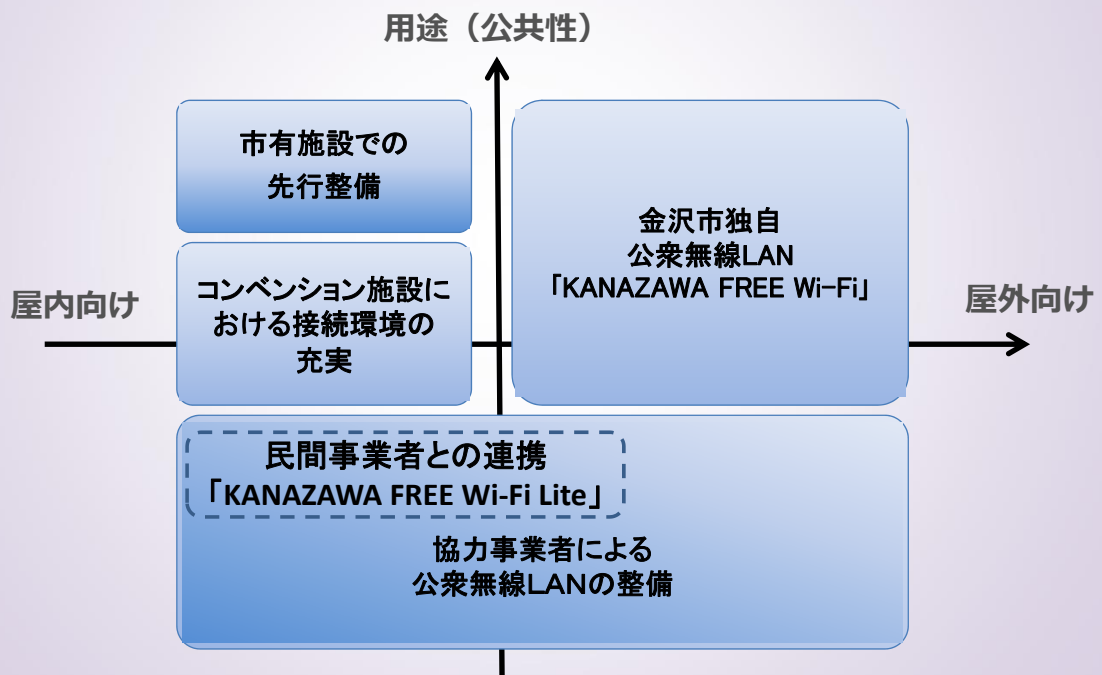 用途（公共性）
市有施設での
先行整備
金沢市独自
公衆無線LAN
「KANAZAWA FREE Wi-Fi」
屋内向け
コンベンション施設に
おける接続環境の
充実
屋外向け
民間事業者との連携
「KANAZAWA FREE Wi-Fi Lite」
協力事業者による
公衆無線LANの整備